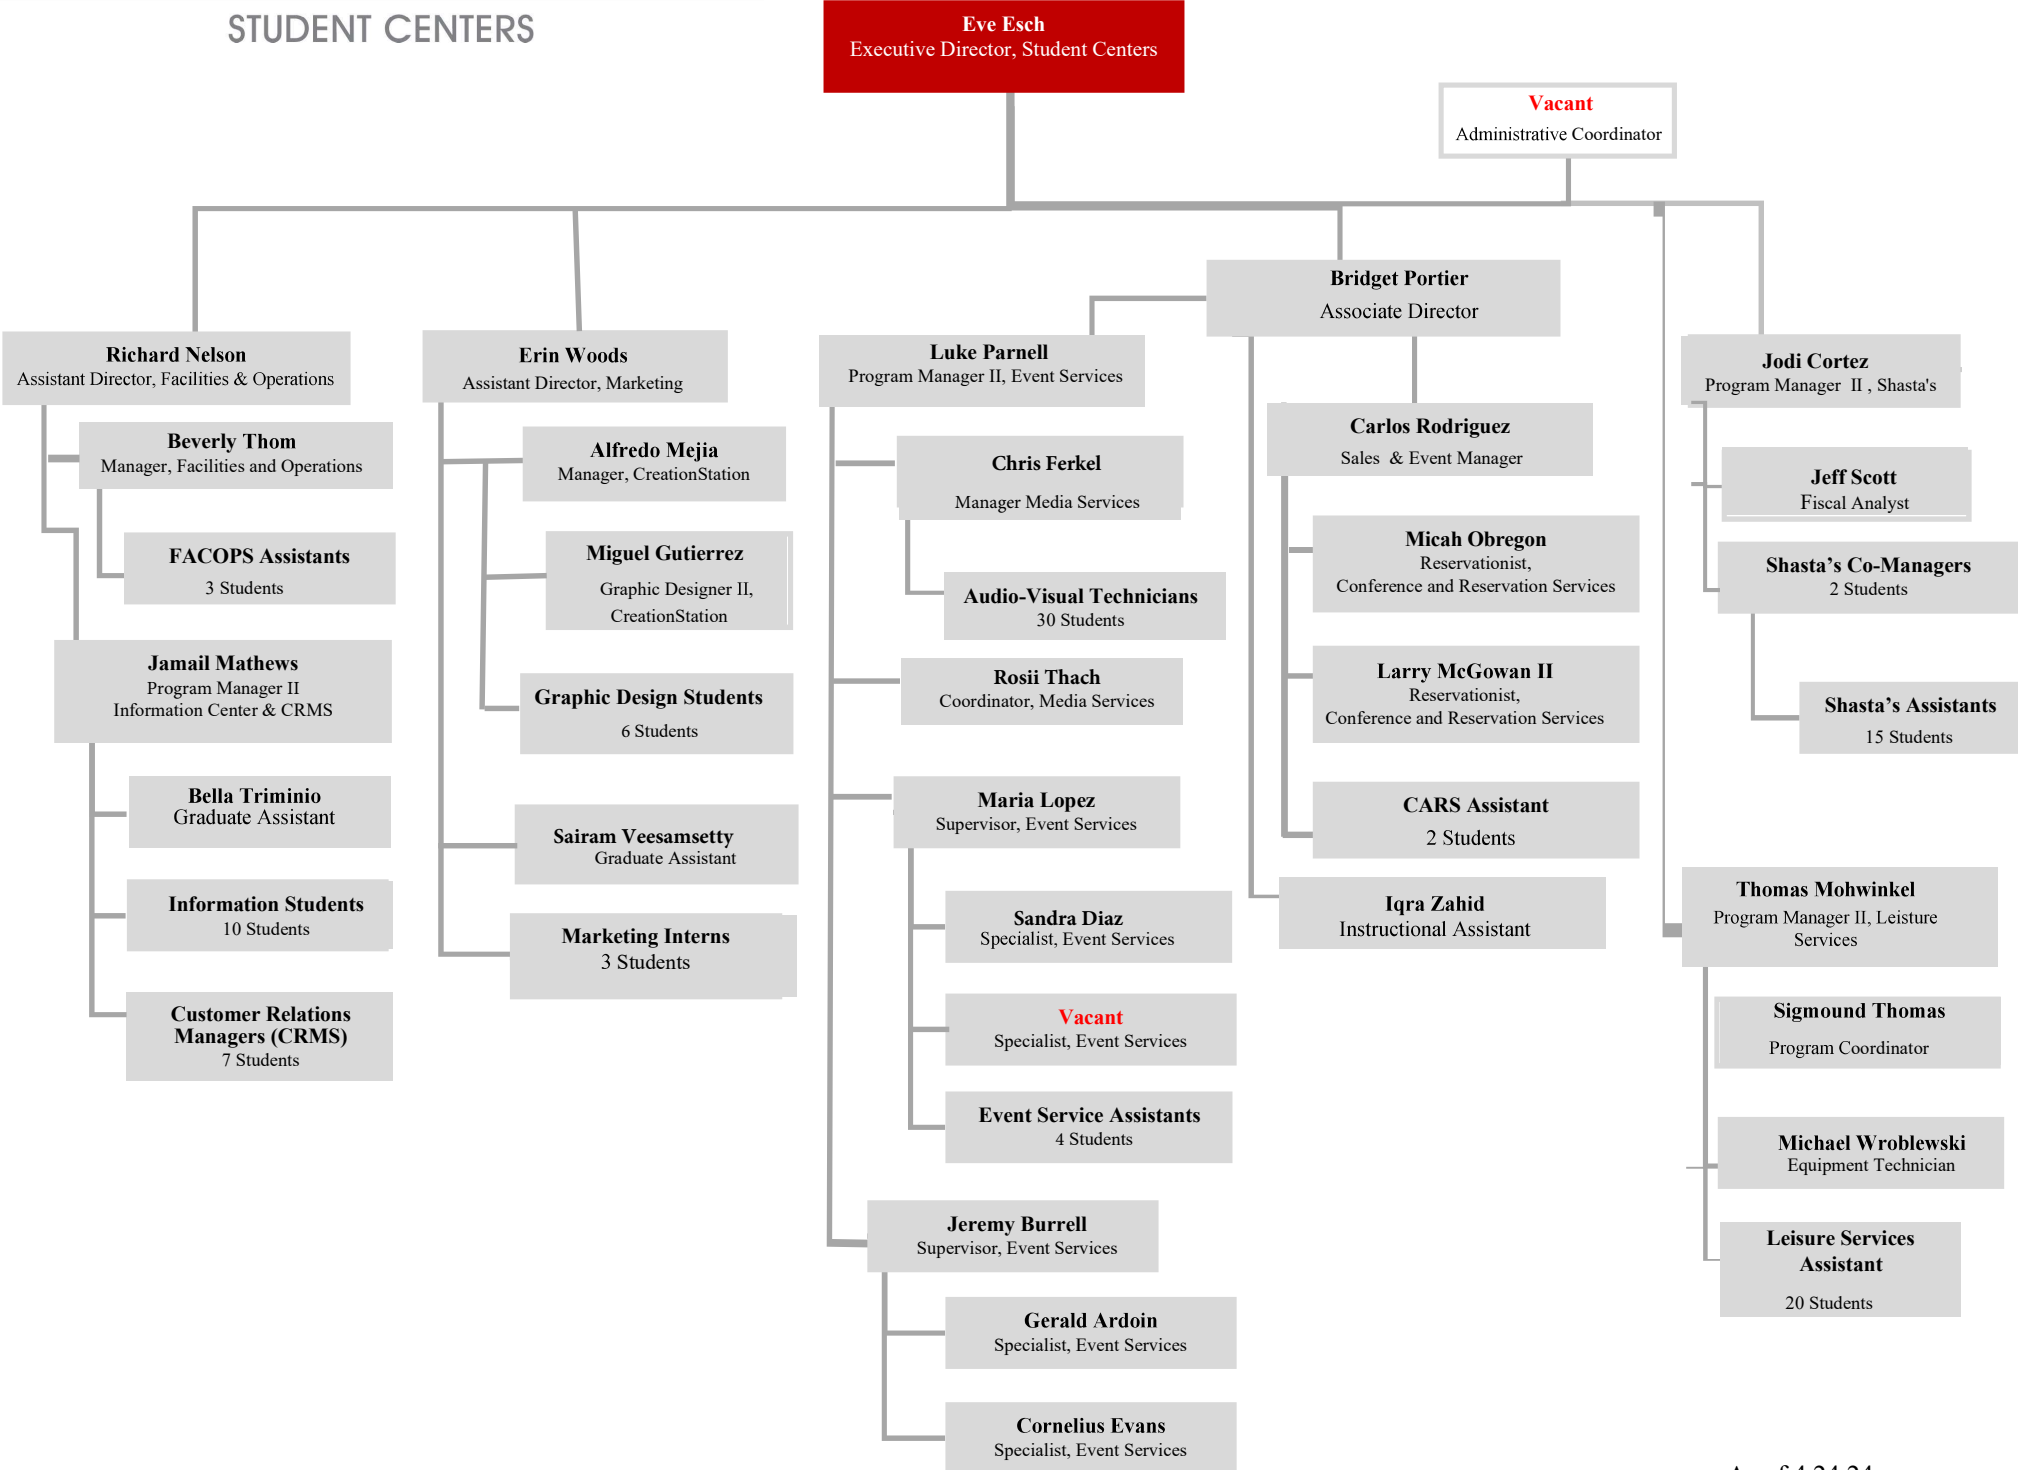 STUDENT CENTERS
Eve Esch
Executive Director, Student Centers
Vacant
Administrative Coordinator
Bridget Portier
Associate Director
Richard Nelson
Assistant Director, Facilities & Operations
Beverly Thom
Manager, Facilities and Operations
FACOPS Assistants
3 Students
Jamail Mathews
Program Manager II
Information Center & CRMS
Bella Triminio
Graduate Assistant
Information Students
10 Students
Customer Relations
Managers (CRMS)
7 Students
Erin Woods
Assistant Director, Marketing
Alfredo Mejia
Manager, CreationStation
Miguel Gutierrez
Graphic Designer II,
CreationStation
Graphic Design Students
6 Students
Sairam Veesamsetty
Graduate Assistant
Marketing Interns
3 Students
Luke Parnell
Program Manager II, Event Services
Chris Ferkel
Manager Media Services
Audio-Visual Technicians
30 Students
Rosii Thach
Coordinator, Media Services
Maria Lopez
Supervisor, Event Services
Sandra Diaz
Specialist, Event Services
Vacant
Specialist, Event Services
Event Service Assistants
4 Students
Jeremy Burrell
Supervisor, Event Services
Gerald Ardoin
Specialist, Event Services
Cornelius Evans
Specialist, Event Services
Carlos Rodriguez
Sales & Event Manager
Micah Obregon
Reservationist,
Conference and Reservation Services
Larry McGowan II
Reservationist,
Conference and Reservation Services
CARS Assistant
2 Students
Iqra Zahid
Instructional Assistant
Jodi Cortez
Program Manager II , Shasta's
Jeff Scott
Fiscal Analyst
Shasta’s Co-Managers
2 Students
Shasta’s Assistants
15 Students
Thomas Mohwinkel
Program Manager II, Leisture
Services
Sigmound Thomas
Program Coordinator
Michael Wroblewski
Equipment Technician
Leisure Services
Assistant
20 Students